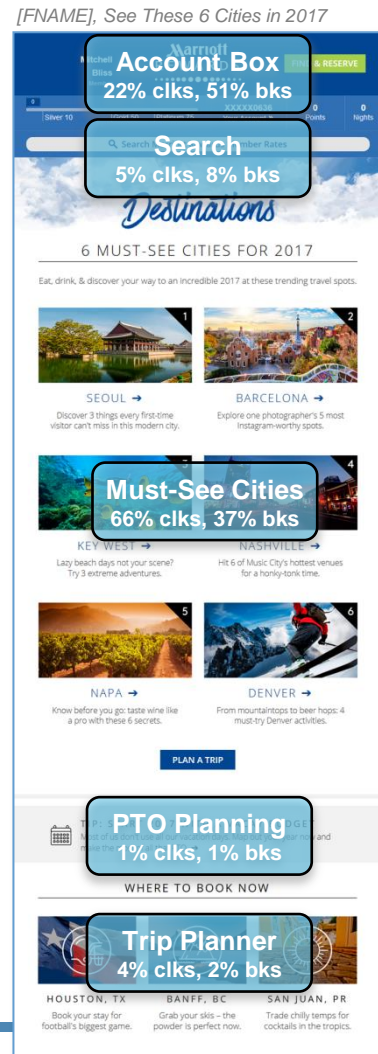 [FNAME], See These 6 Cities in 2017
Marriott
Mitchell
Bliss
& RESERVE
Account Box
22% clks, 51% bks
0
XXXXX0836
0
0
Silver 10
Points
Nights
Search
Rates
Search
5% clks, 8% bks
Destinations
6 MUST-SEE CITIES FOR 2017
Eat, drink, & discover your way to an incredible 2017 at these trending travel spots.
1
2
SEOUL ➔
BARCELONA ➔
Discover 3 things every first-time
visitor can't miss in this modern city.
Explore one photographer's 5 most
Instagram-worthy spots.
3
4
Must-See Cities
66% clks, 37% bks
KEY WEST ➔
NASHVILLE ➔
Lazy beach days not your scene?
Try 3 extreme adventures.
Hit 6 of Music City's hottest venues
for a honky-tonk time.
5
6
NAPA ➔
DENVER ➔
Know before you go: taste wine like
a pro with these 6 secrets.
From mountaintops to beer hops: 4
must-try Denver activities.
PLAN A TRIP
PTO Planning
1% clks, 1% bks
and
WHERE TO BOOK NOW
Trip Planner
4% clks, 2% bks
HOUSTON, TX
BANFF, BC
SAN JUAN, PR
Book your stay for
football's biggest game.
Grab your skis – the
powder is perfect now.
Trade chilly temps for
cocktails in the tropics.